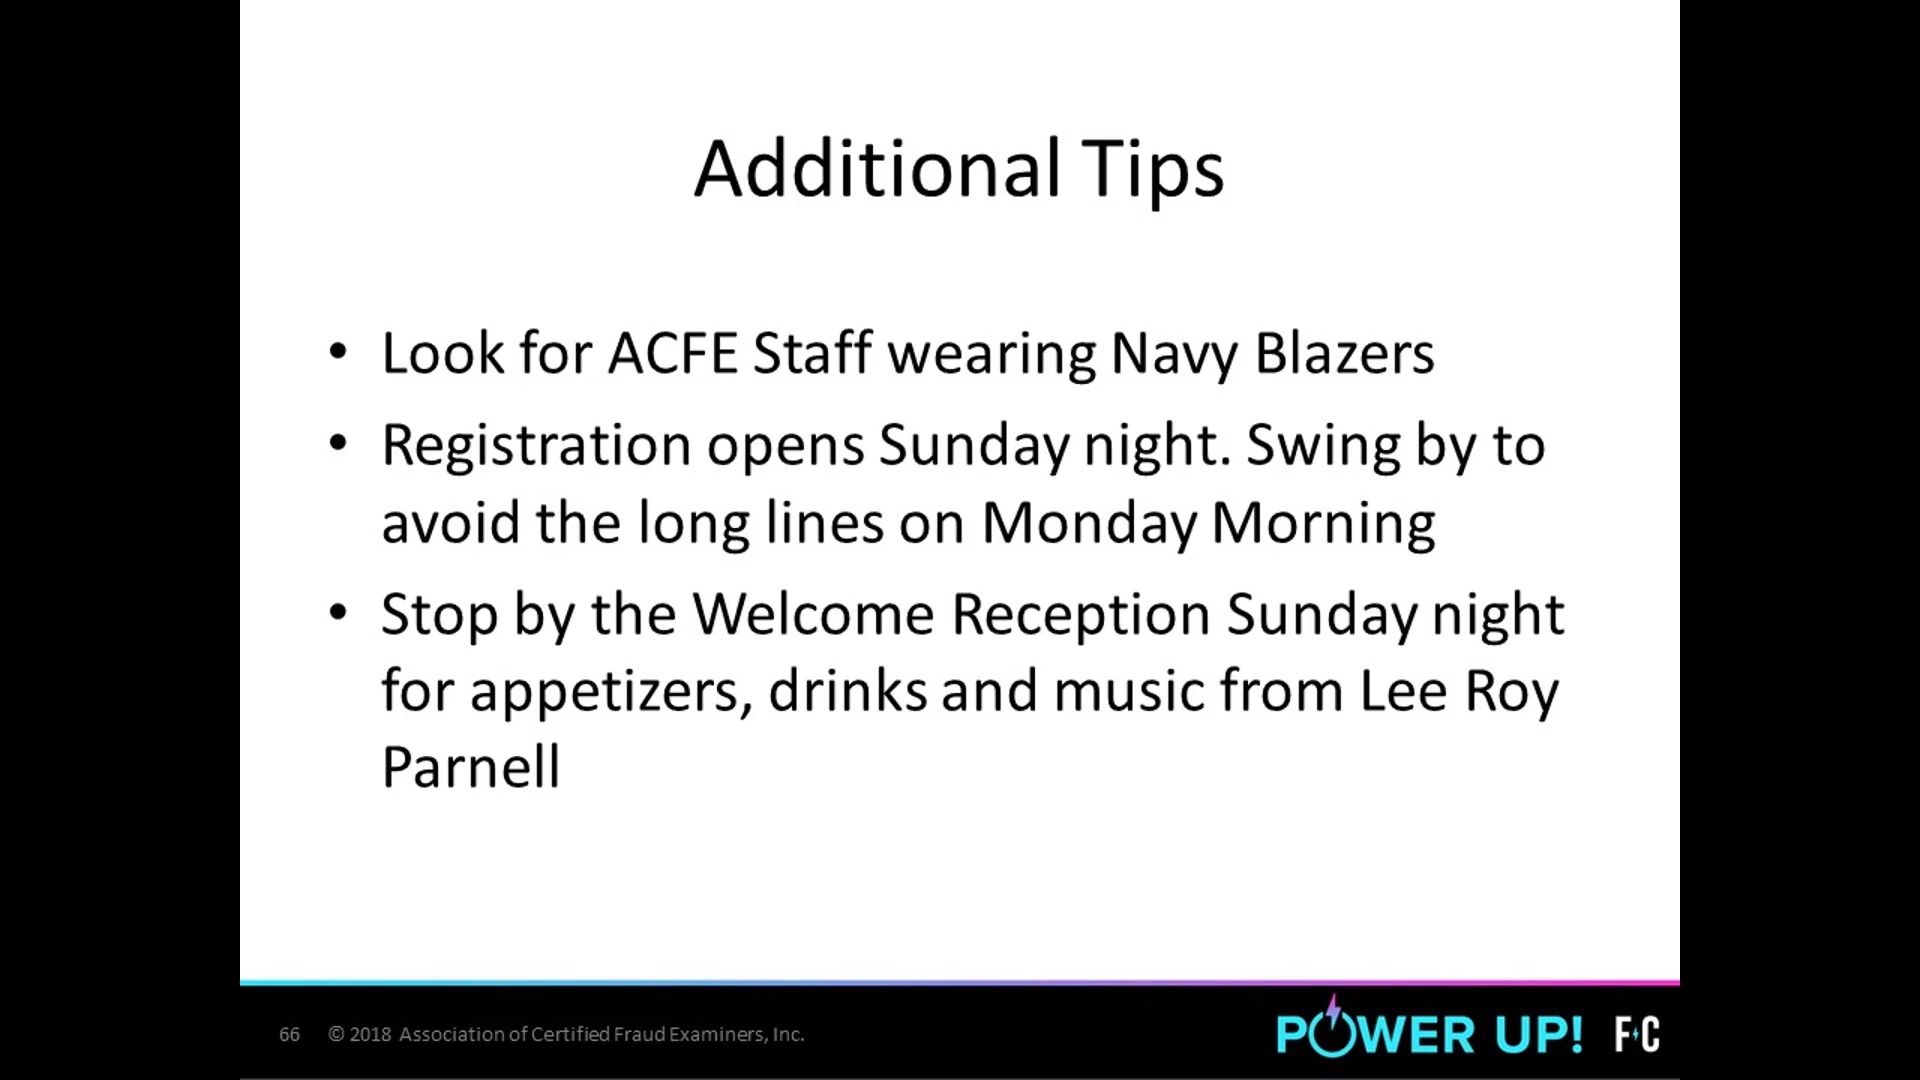 Additional Tips
• Look for ACFE Staff wearing Navy Blazers
• Registration opens Sunday night. Swing by to
avoid the long lines on Monday Morning
• Stop by the Welcome Reception Sunday night
for appetizers, drinks and music from Lee Roy
Parnell
66 © 2018 Association of Certified Fraud Examiners, Inc.
POWER UP! F+C